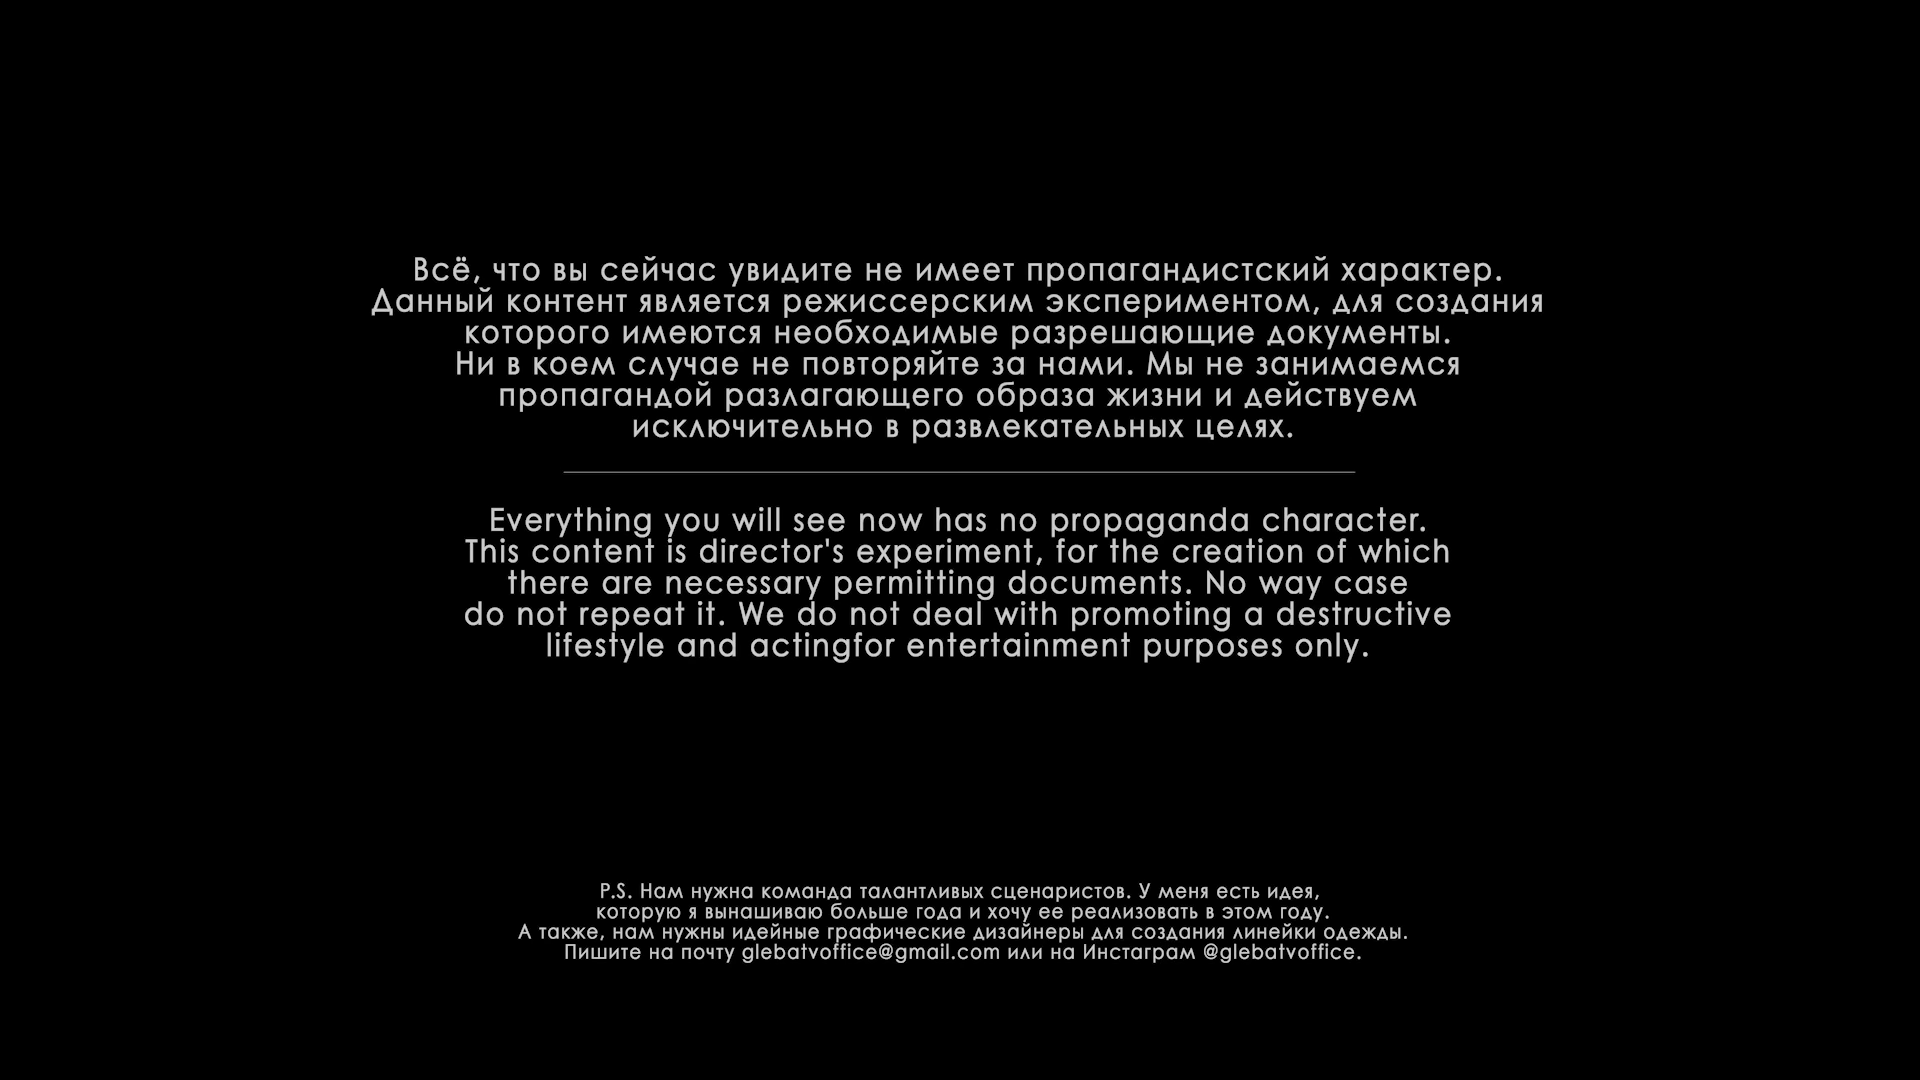 Всё, что вы сейчас увидите не имеет пропагандистский характер.
Данный контент является режиссерским экспериментом, для создания
которого имеются необходимые разрешающие документы.
Ни в коем случае не повторяйте за нами. Мы не занимаемся
пропагандой разлагающего образа жизни и действуем
исключительно в развлекательных целях.
Everything you will see now has no propaganda character.
This content is director's experiment, for the creation of which
there are necessary permitting documents. No way case
do not repeat it. We do not deal with promoting a destructive
lifestyle and actingfor entertainment purposes only.
P.S. Нам нужна команда талантливых сценаристов. У меня есть идея,
которую я вынашиваю больше года и хочу ее реализовать в этом году.
А также, нам нужны идейные графические дизайнеры для создания линейки одежды.
Пишите на почту glebatvoffice@gmail.com или на Инстаграм @glebatvoffice.